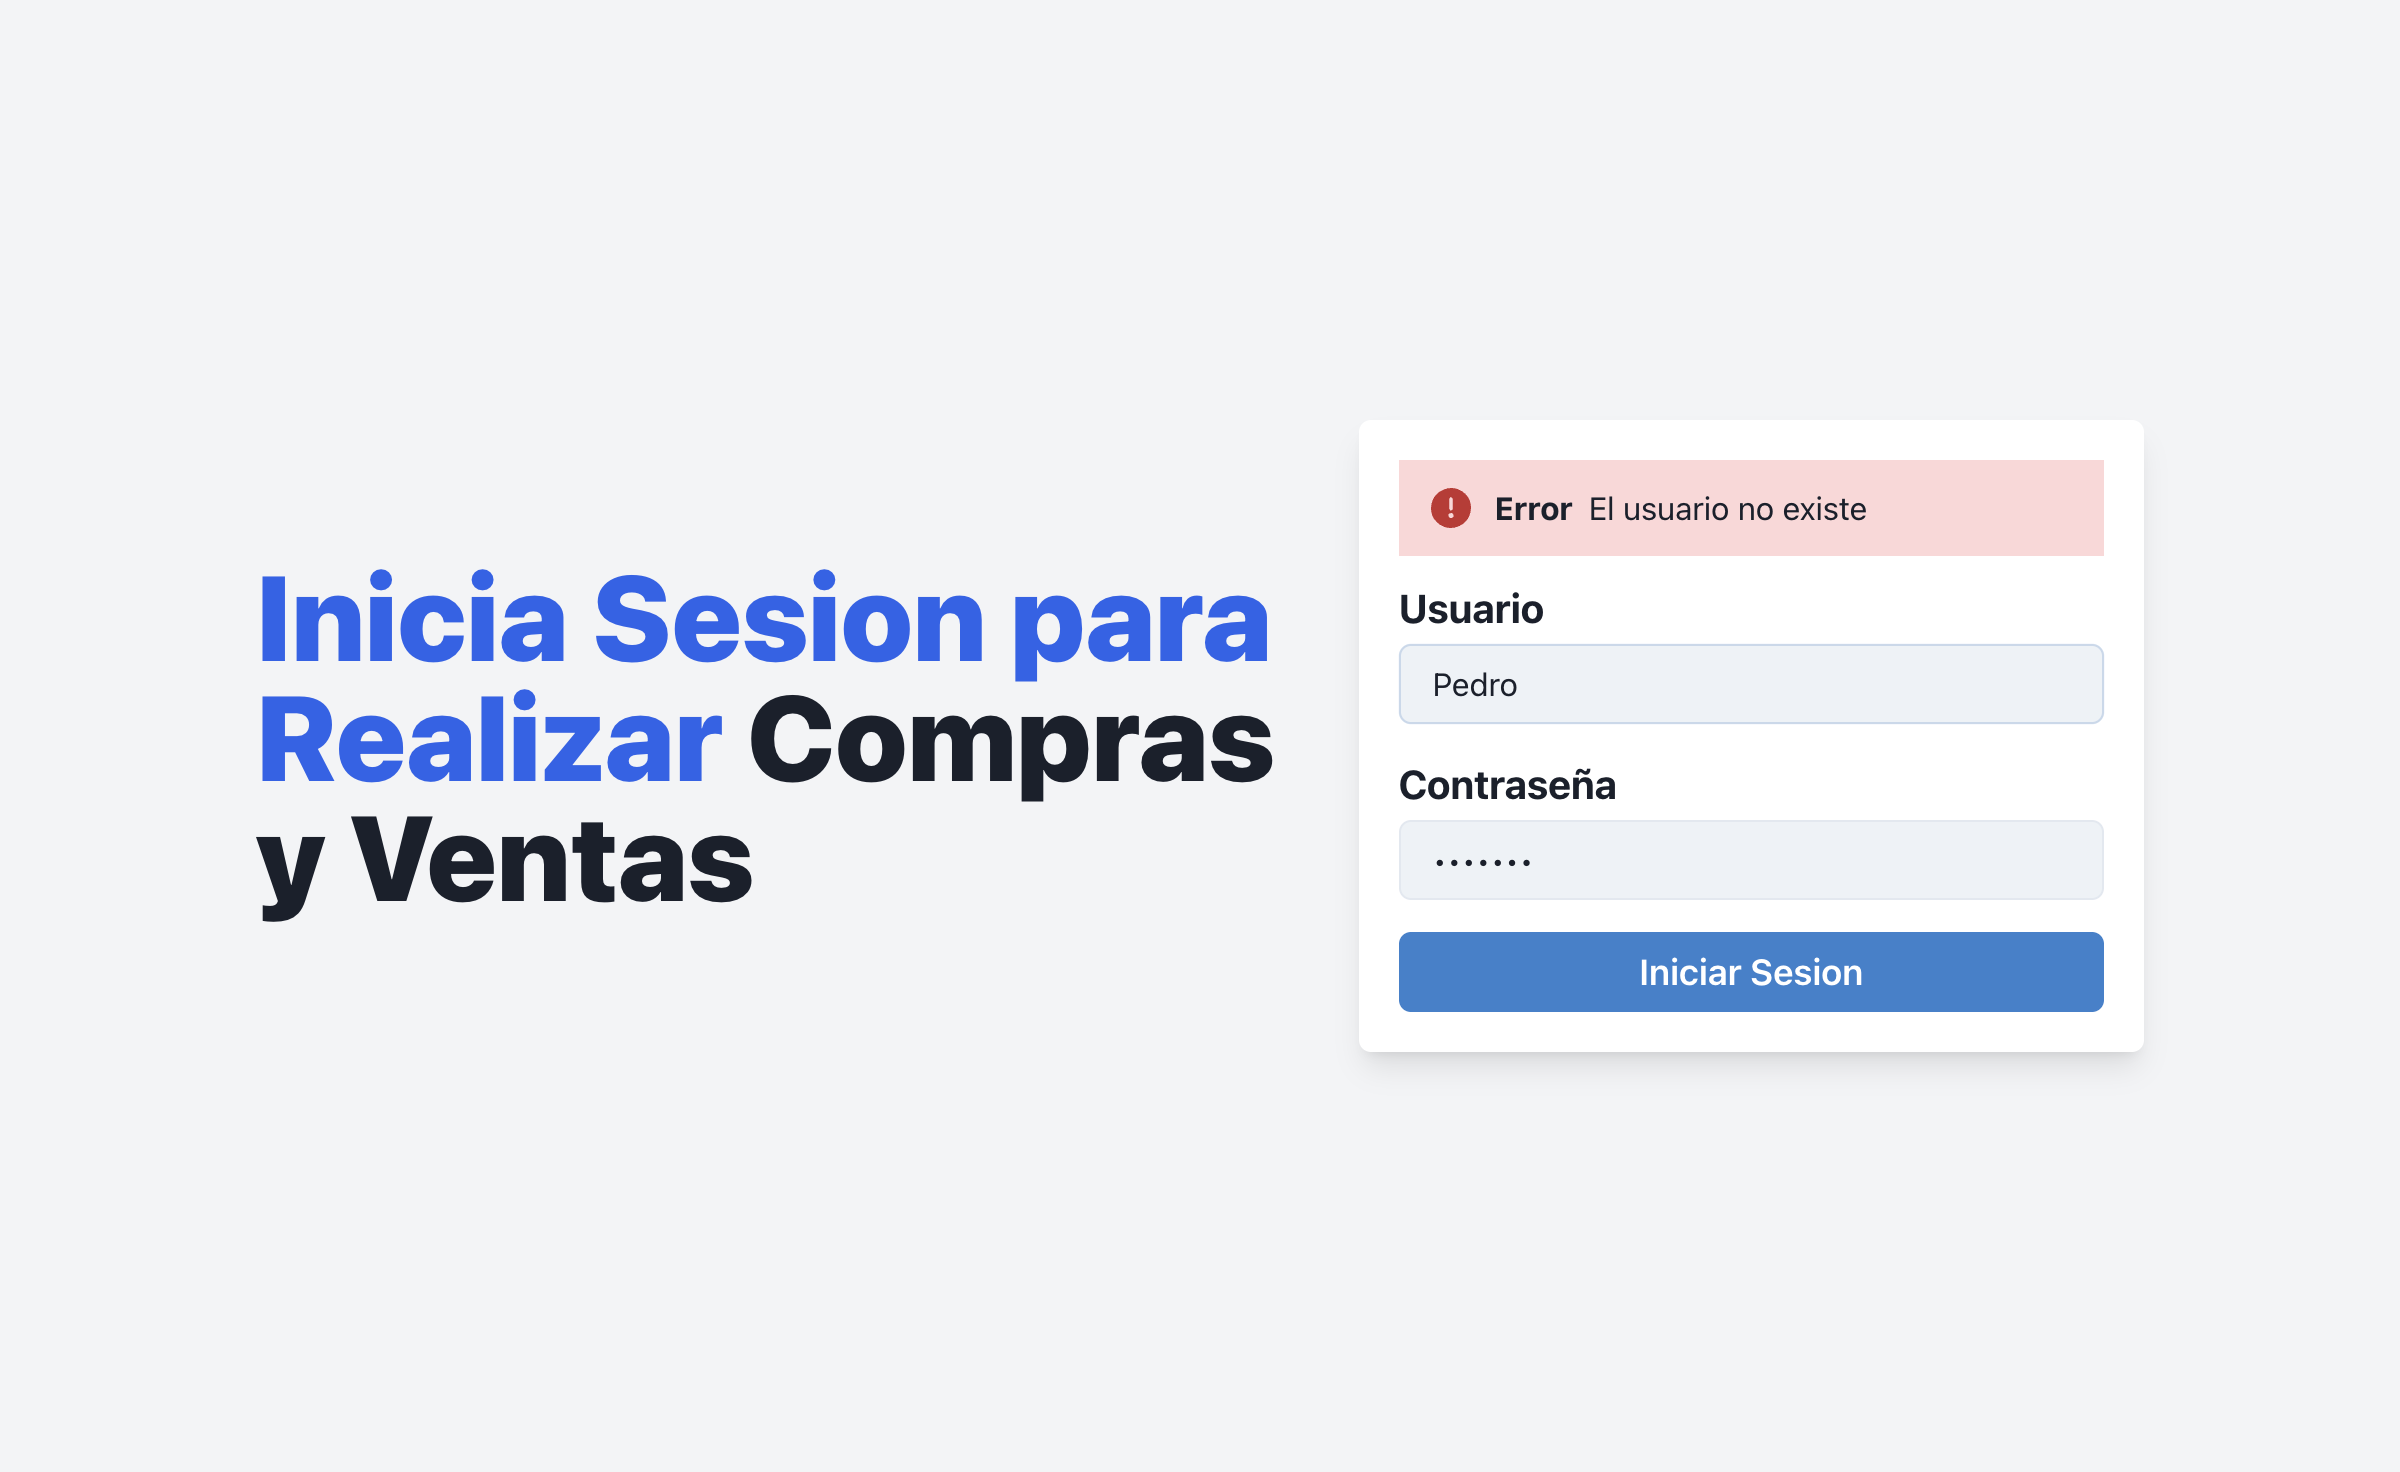 Inicia Sesion para
Realizar Compras
y Ventas
Error El usuario no existe
Usuario
Pedro
Contraseña
•••••••
Iniciar Sesion